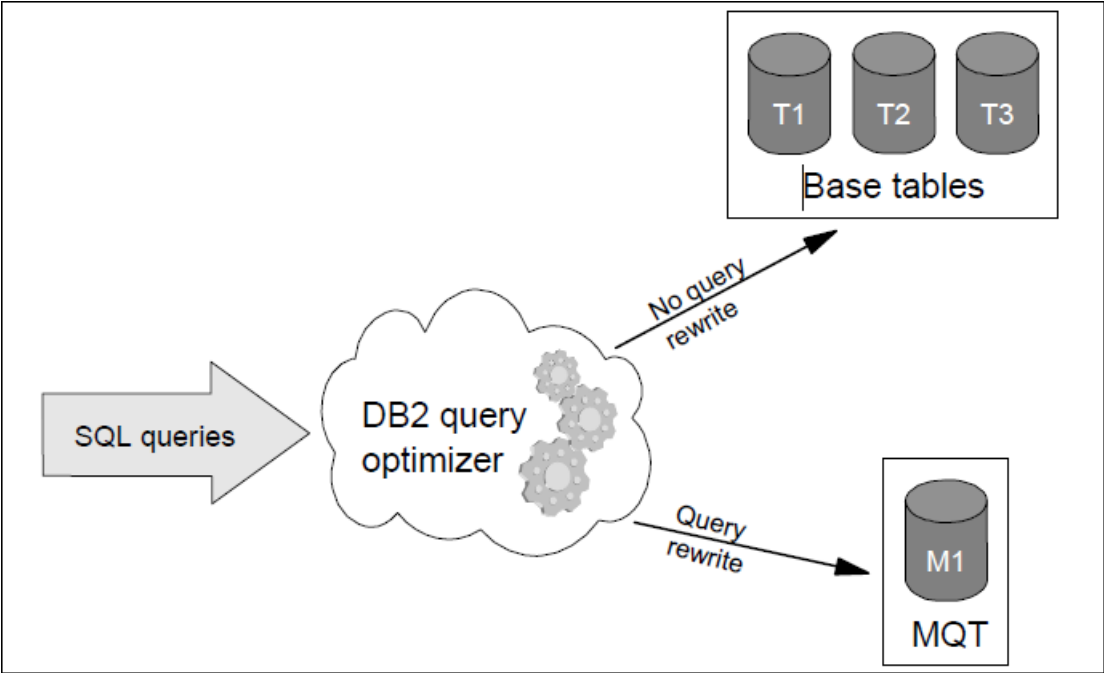 T1 T2 T3
Base tables
No query
rewrite
SQL queries
DB2 query
optimizer
Query
rewrite
M1
MQT